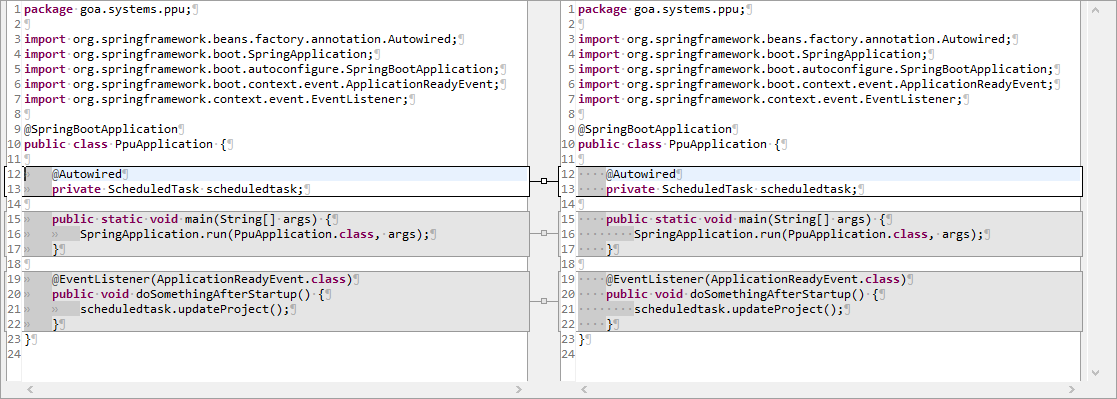 1 package goa.systems.ppu;¶
2 ¶
3 import org.springframework.beans.factory.annotation.Autowired;¶
4 import org.springframework.boot.SpringApplication;¶
5 import org.springframework.boot.autoconfigure.SpringBootApplication;¶
6 import org.springframework.boot.context.event.ApplicationReadyEvent;¶
7 import org.springframework.context.event.EventListener;¶
8 ¶
9 @SpringBootApplication¶
10 public class PpuApplication {¶
11 ¶
12 » @Autowired¶
13 » private ScheduledTask scheduledtask;¶
14 ¶
15 » public static void main(String[] args) {¶
16 » » SpringApplication.run(PpuApplication.class, args);¶
17 » }¶
18 ¶
19 » @EventListener(ApplicationReadyEvent.class)¶
20 » public void doSomethingAfterStartup() {¶
21 » » scheduledtask.updateProject();¶
22 » }¶
23 }¶
24
1 package goa.systems.ppu;¶
2 ¶
3 import org.springframework.beans.factory.annotation.Autowired;¶
4 import org.springframework.boot.SpringApplication;¶
5 import org.springframework.boot.autoconfigure.SpringBootApplication;¶
6 import org.springframework.boot.context.event.ApplicationReadyEvent;¶
7 import org.springframework.context.event.EventListener;¶
8 ¶
9 @SpringBootApplication¶
10 public class PpuApplication {¶
11 ¶
12 ····@Autowired¶
13 ····private ScheduledTask scheduledtask;¶
14 ¶
15 ····public static void main(String[] args) {¶
16 ········SpringApplication.run(PpuApplication.class, args);¶
17 ····}¶
18 ¶
19 ····@EventListener(ApplicationReadyEvent.class)¶
20 ····public void doSomethingAfterStartup() {¶
21 ········scheduledtask.updateProject();¶
22 ····}¶
23 }¶
24